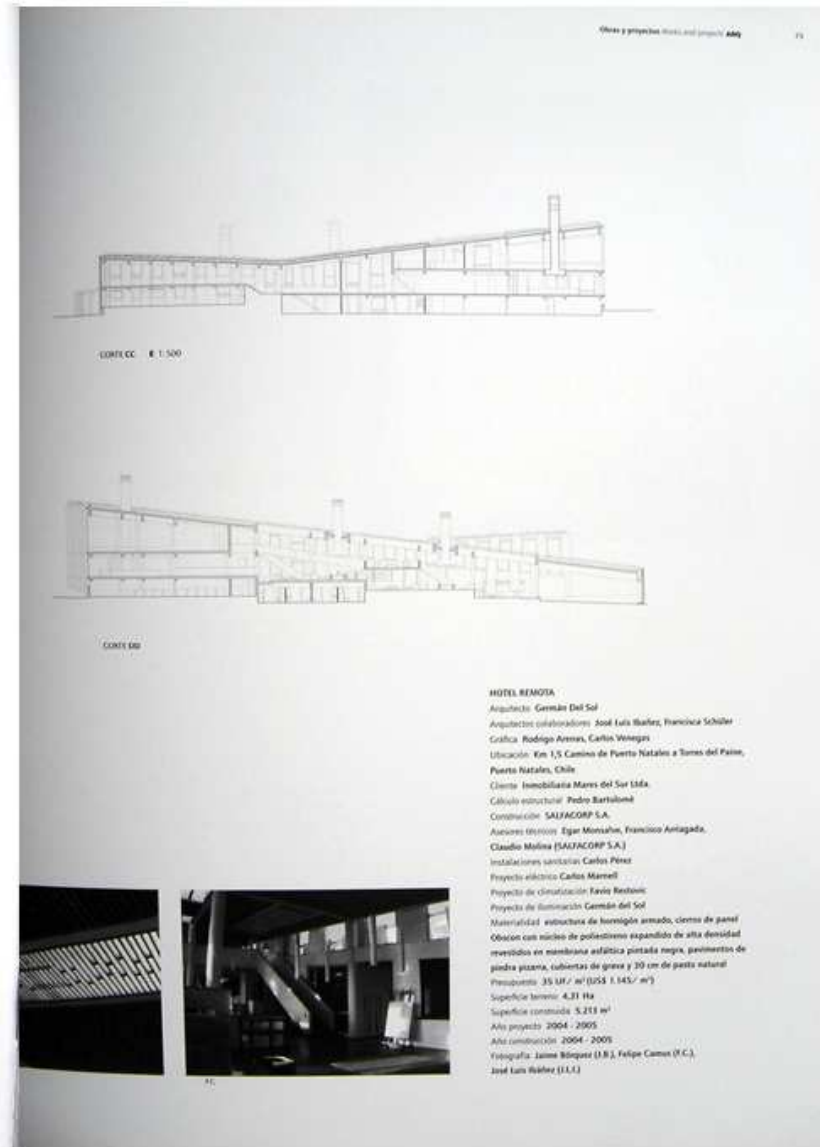 Obras y proyectos Works and projects ARQ
CORTE CC E 1:500
CORTE DD
HOTEL REMOTA
Arquitecto Germán Del Sol
Arquitectos colaboradores José Luis Ibañez, Francisca Schüler
Gráfica Rodrigo Arenas, Carlos Venegas
Ubicación Km 1,5 Camino de Puerto Natales a Torres del Paine,
Puerto Natales, Chile
Cliente Inmobiliaria Mares del Sur Ltda.
Cálculo estructural Pedro Bartolomé
Construcción SALFACORP S.A.
Asesores técnicos Egar Monsalve, Francisco Antagada,
Claudio Molina (SALFACORP S.A.)
Instalaciones sanitarias Carlos Pérez
Proyecto eléctrico Carlos Marnell
Proyecto de climatización Favio Restovic
Proyecto de iluminación Germán del Sol
Materialidad estructura de hormigón armado, cierros de panel
Obscon con núcleo de poliestireno expandido de alta densidad
revestidos en membrana asfáltica pintada negra, pavimentos de
piedra pizarra, cubiertas de grava y 30 cm de pasto natural
Presupuesto 35 UF/ m² (US$ 1.145/ m²)
Superficie terreno 4,31 Ha
Superficie construida 5.213 m²
Año proyecto 2004 - 2005
Año construcción 2004 - 2005
Fotografía Jaime Bórquez (J.B.), Felipe Camus (F.C.),
José Luis Ibáñez (J.L.I.)
F.C.